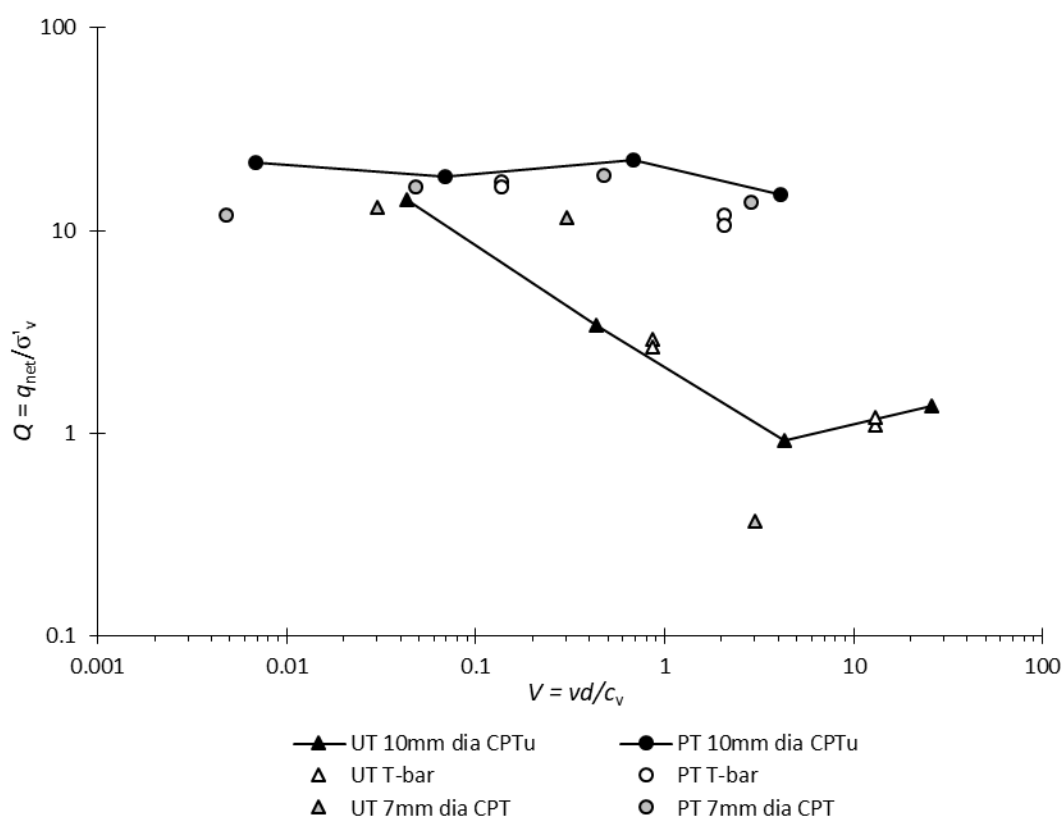 100
10
1
0.1
Q = qnet/σ'v
0.001 0.01 0.1 1 10 100
V = vd/cv
UT 10mm dia CPTu PT 10mm dia CPTu
UT T-bar PT T-bar
UT 7mm dia CPT PT 7mm dia CPT